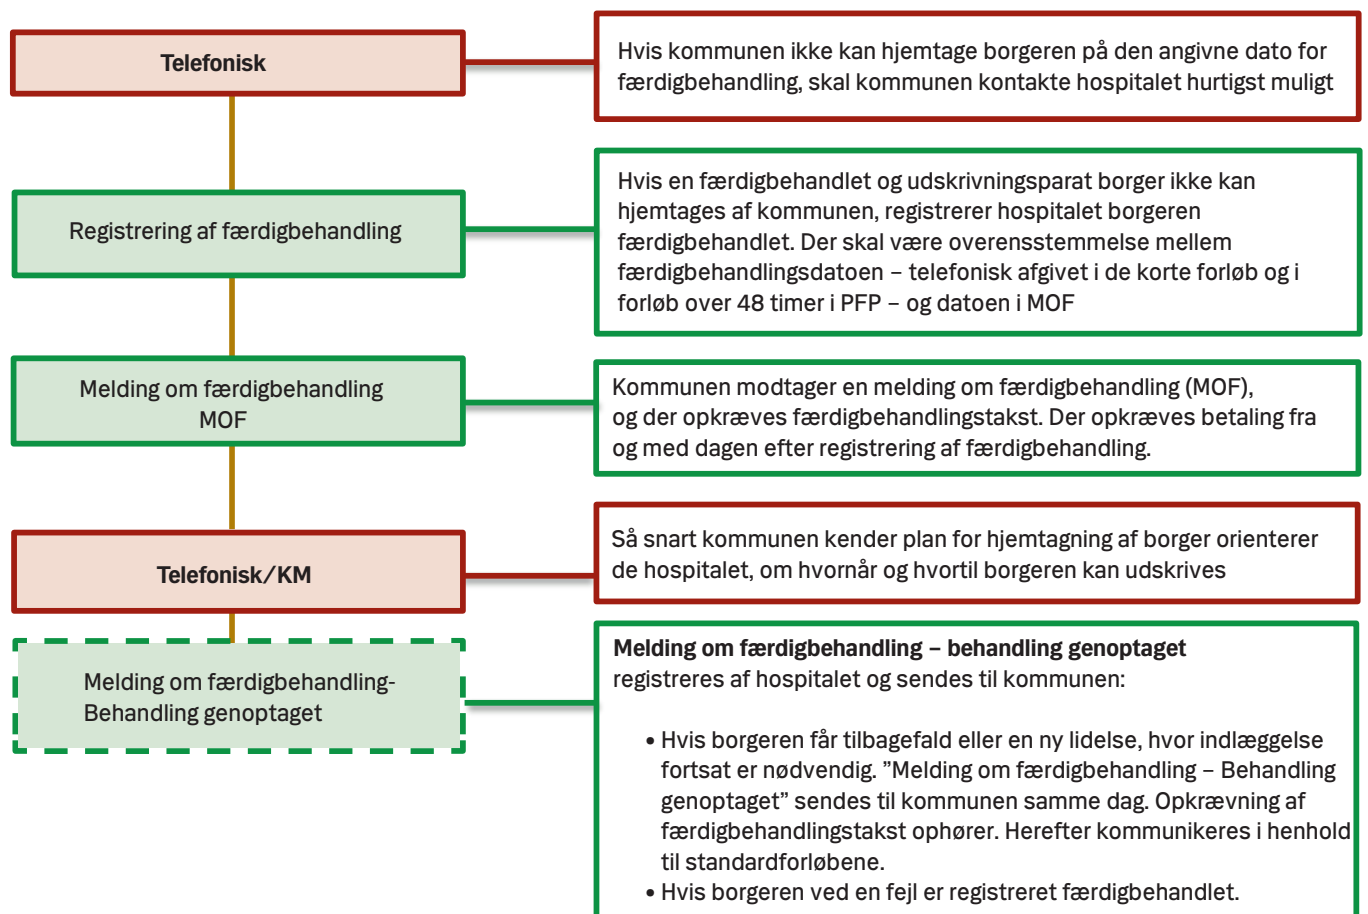 Telefonisk
Hvis kommunen ikke kan hjemtage borgeren på den angivne dato for
færdigbehandling, skal kommunen kontakte hospitalet hurtigst muligt
Registrering af færdigbehandling
Hvis en færdigbehandlet og udskrivningsparat borger ikke kan
hjemtages af kommunen, registrerer hospitalet borgeren
færdigbehandlet. Der skal være overensstemmelse mellem
færdigbehandlingsdatoen – telefonisk afgivet i de korte forløb og i
forløb over 48 timer i PFP – og datoen i MOF
Melding om færdigbehandling
MOF
Kommunen modtager en melding om færdigbehandling (MOF),
og der opkræves færdigbehandlingstakst. Der opkræves betaling fra
og med dagen efter registrering af færdigbehandling.
Telefonisk/KM
Så snart kommunen kender plan for hjemtagning af borger orienterer
de hospitalet, om hvornår og hvortil borgeren kan udskrives
Melding om færdigbehandling-
Behandling genoptaget
Melding om færdigbehandling – behandling genoptaget
registreres af hospitalet og sendes til kommunen:
• Hvis borgeren får tilbagefald eller en ny lidelse, hvor indlæggelse
fortsat er nødvendig. ”Melding om færdigbehandling – Behandling
genoptaget” sendes til kommunen samme dag. Opkrævning af
færdigbehandlingstakst ophører. Herefter kommunikeres i henhold
til standardforløbene.
• Hvis borgeren ved en fejl er registreret færdigbehandlet.